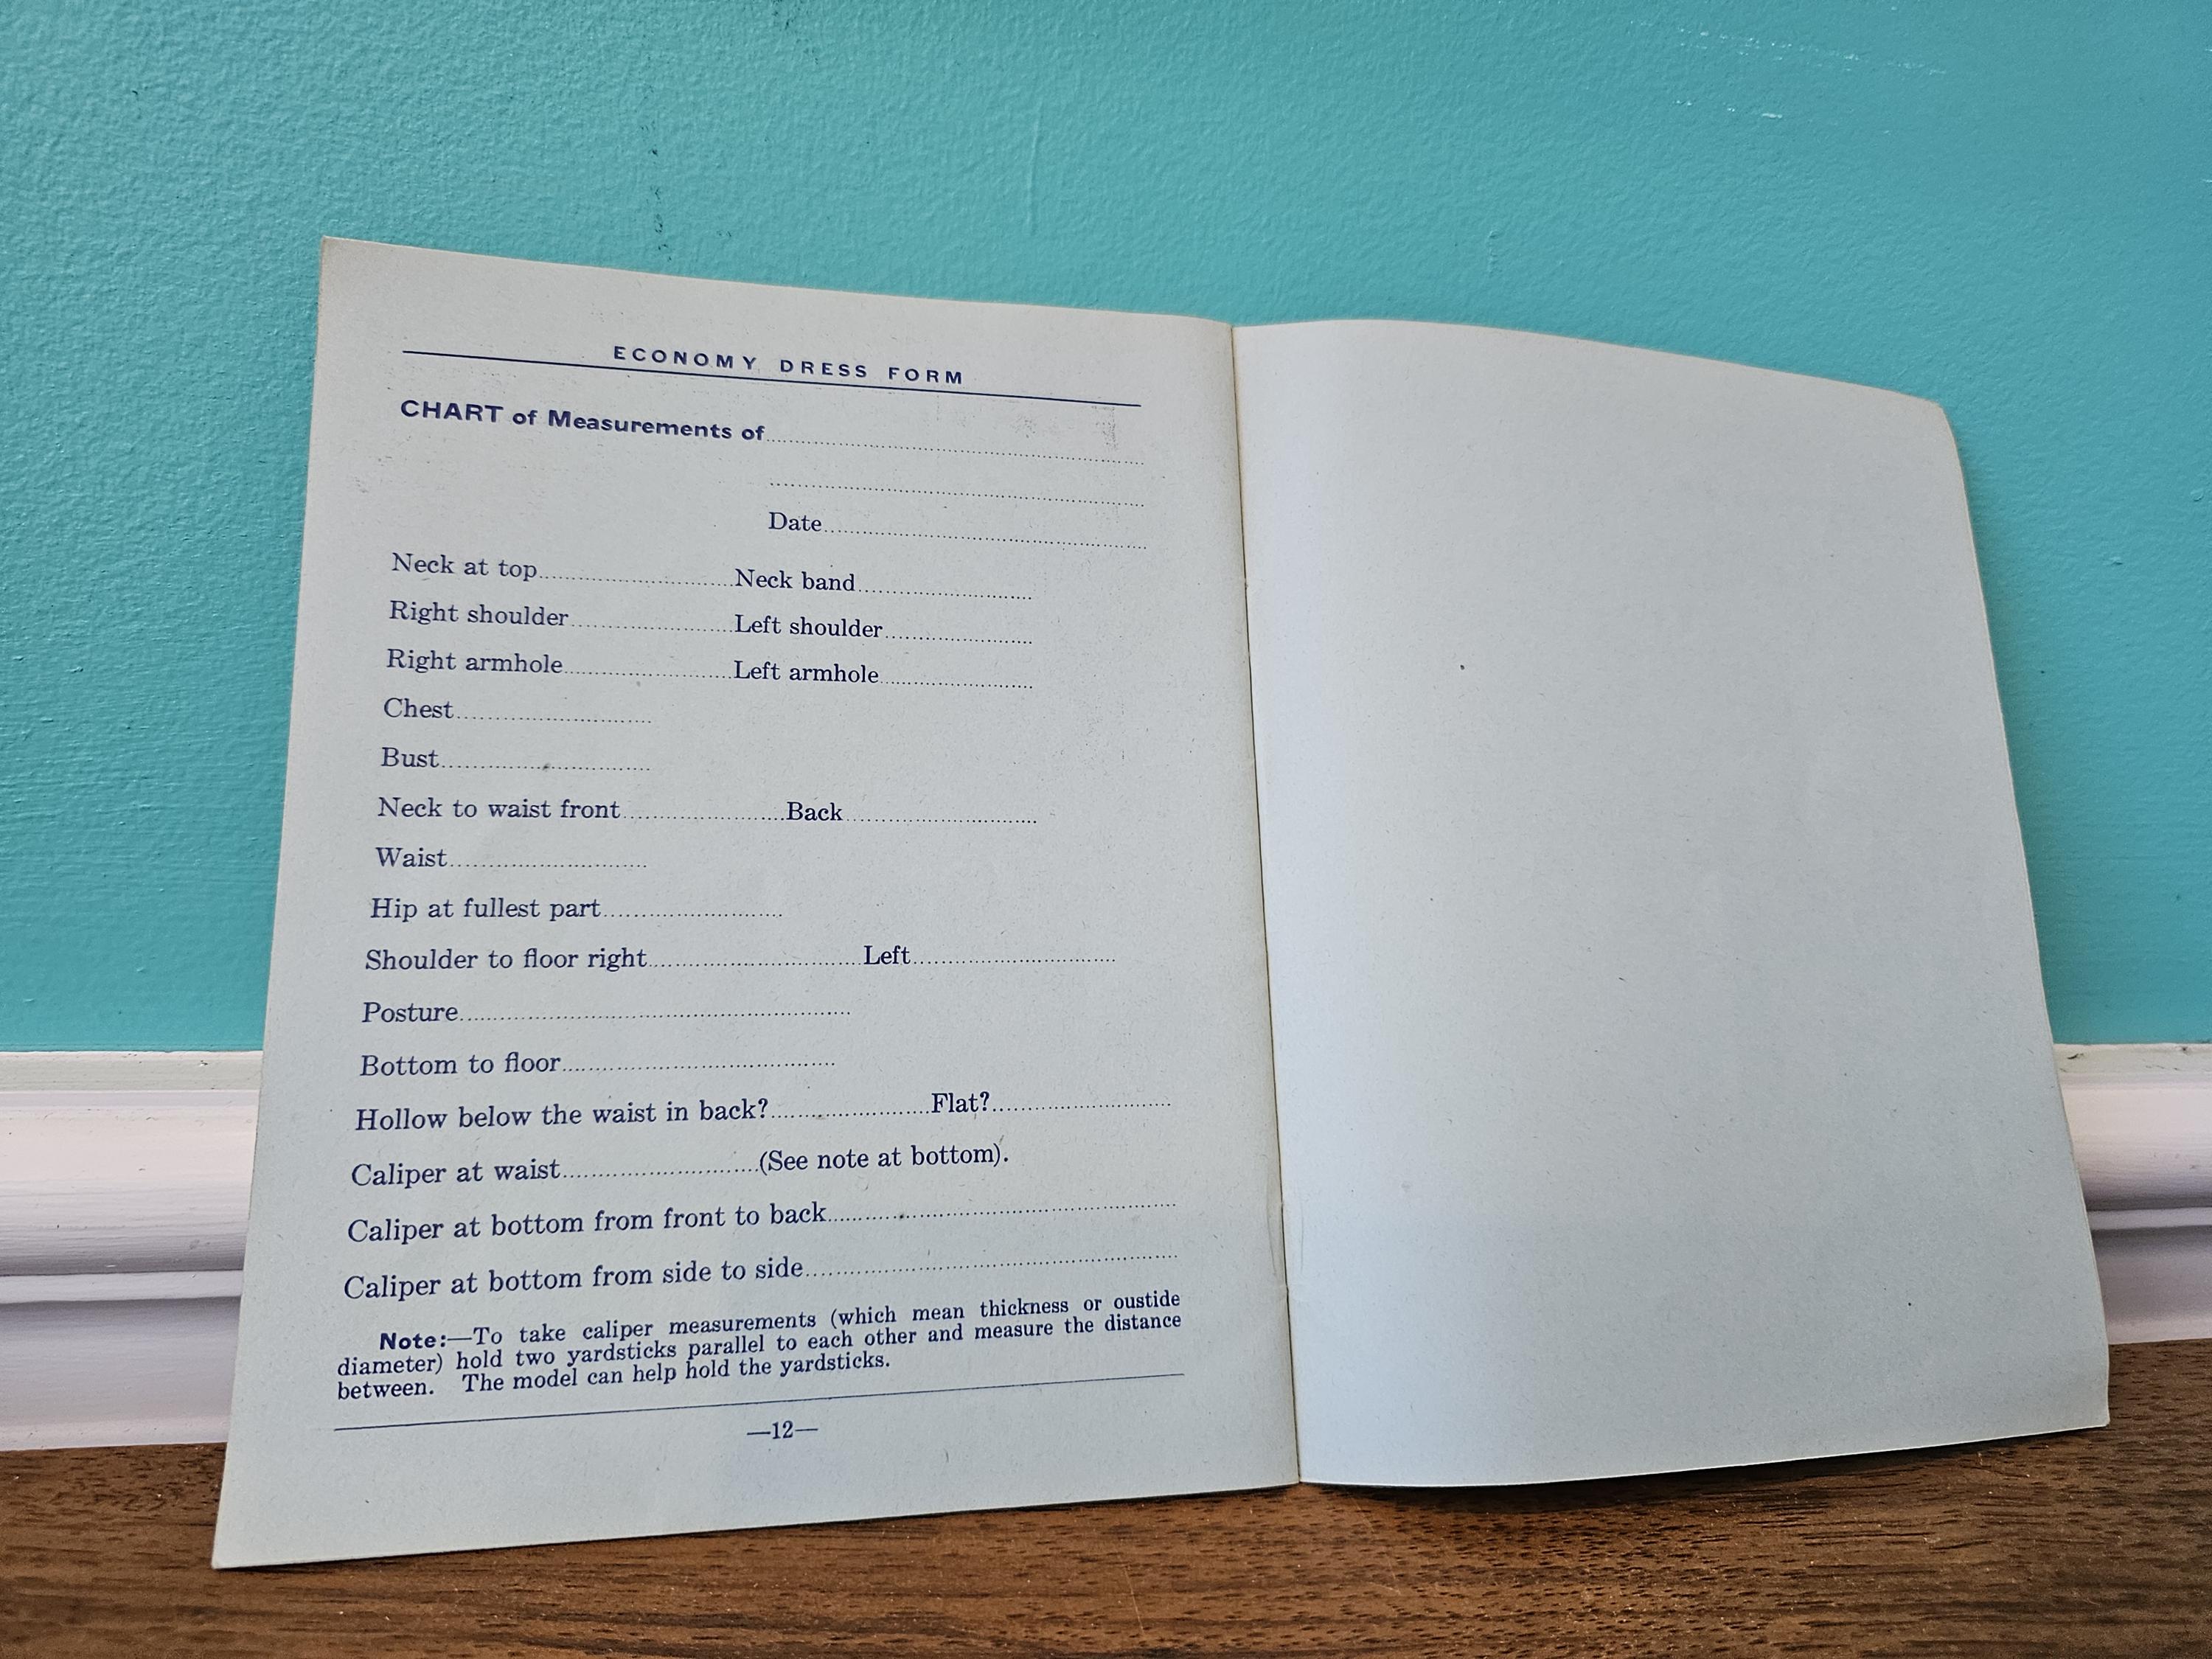 ECONOMY DRESS FORM
CHART of Measurements of
Date
Neck at top Neck band
Right shoulder Left shoulder
Right armhole Left armhole
Chest
Bust
Neck to waist front Back
Waist
Hip at fullest part
Shoulder to floor right Left
Posture
Bottom to floor
Hollow below the waist in back? Flat?
Caliper at waist (See note at bottom).
Caliper at bottom from front to back
Caliper at bottom from side to side
Note:—To take caliper measurements (which mean thickness or oustide
diameter) hold two yardsticks parallel to each other and measure the distance
between. The model can help hold the yardsticks.
—12—